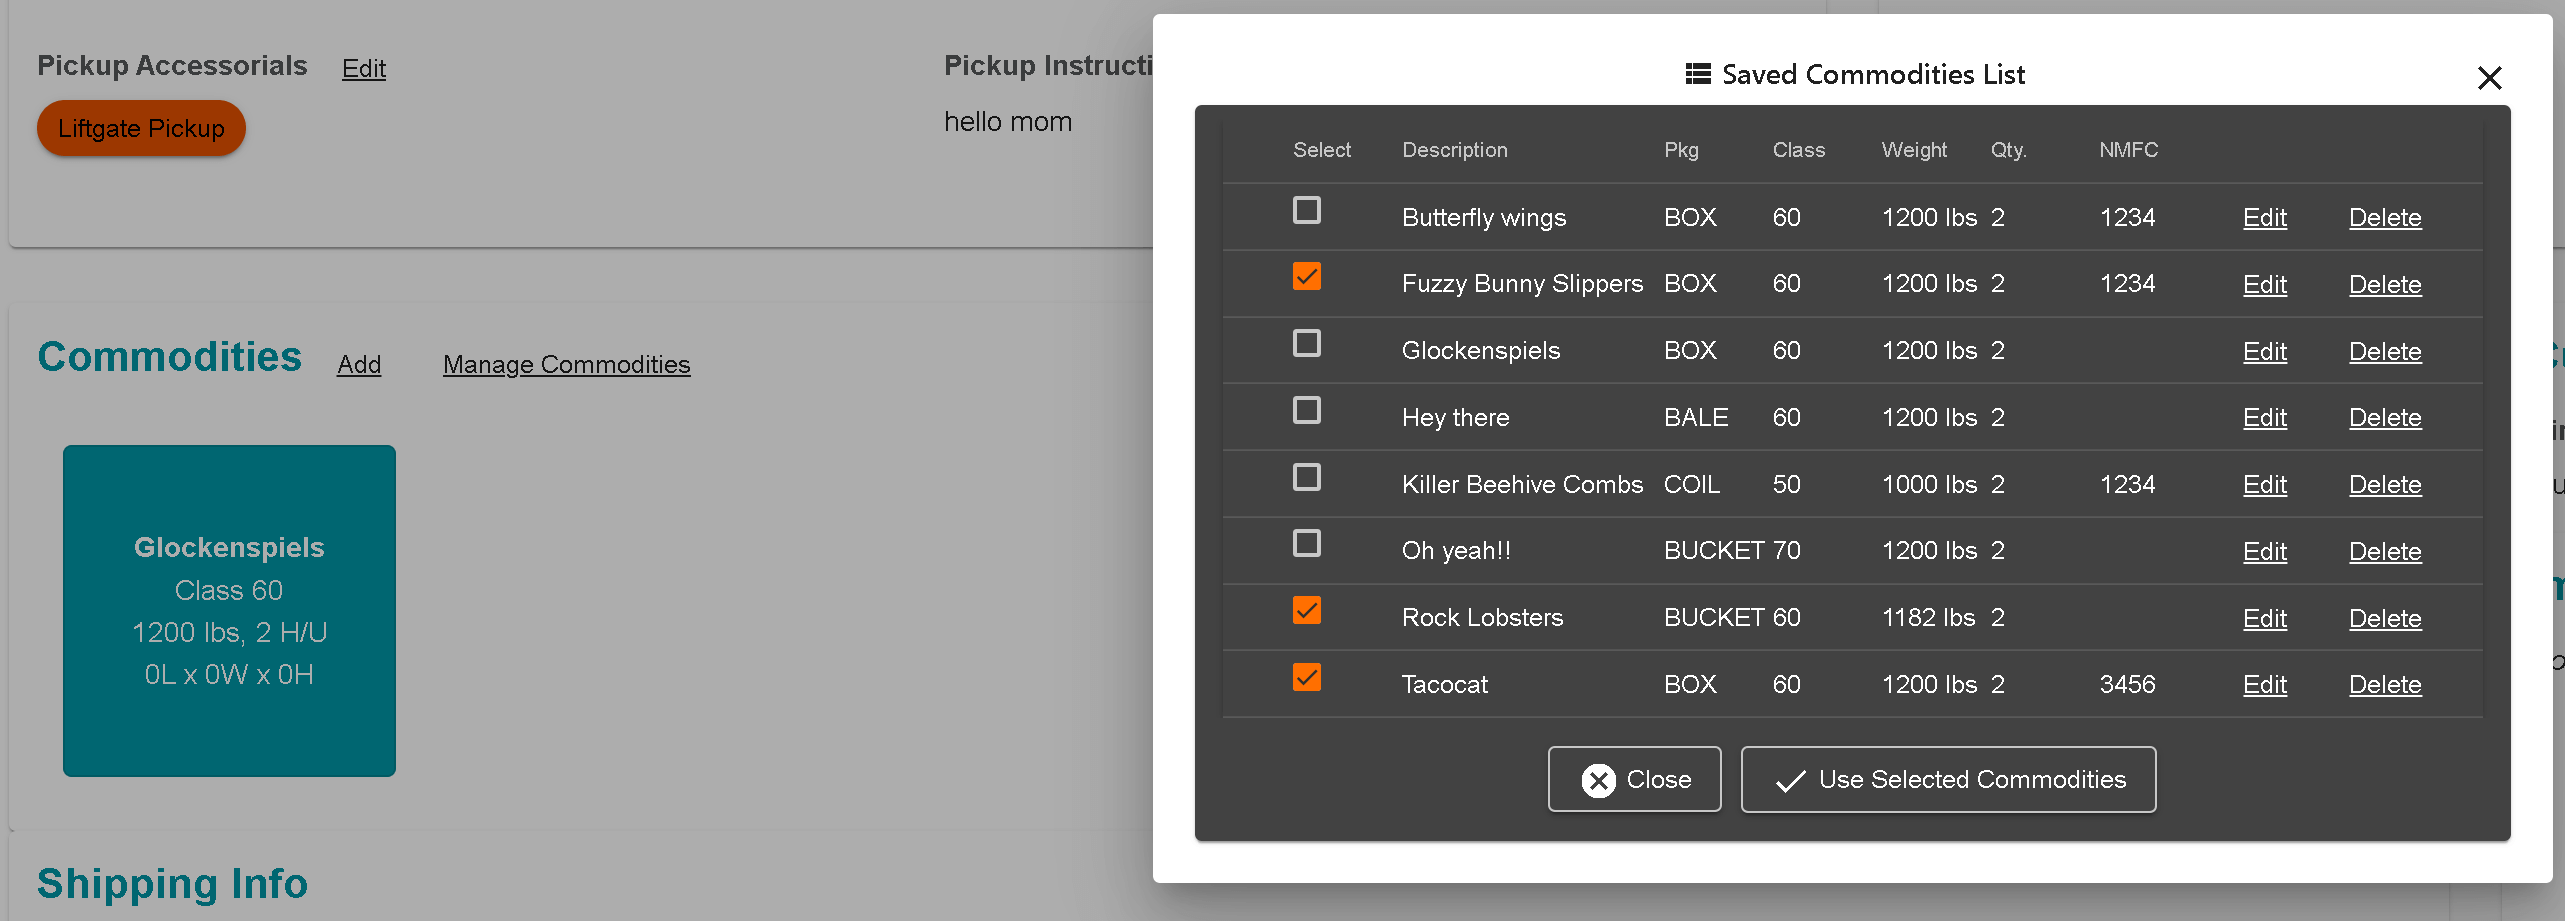 Pickup Accessorials Edit
Liftgate Pickup
Pickup Instructi
hello mom
Commodities Add Manage Commodities
Glockenspiels
Class 60
1200 lbs, 2 H/U
0L x 0W x 0H
Shipping Info
Saved Commodities List
Select Description Pkg Class Weight Qty. NMFC
Butterfly wings BOX 60 1200 lbs 2 1234 Edit Delete
Fuzzy Bunny Slippers BOX 60 1200 lbs 2 1234 Edit Delete
Glockenspiels BOX 60 1200 lbs 2 Edit Delete
Hey there BALE 60 1200 lbs 2 Edit Delete
Killer Beehive Combs COIL 50 1000 lbs 2 1234 Edit Delete
Oh yeah!! BUCKET 70 1200 lbs 2 Edit Delete
Rock Lobsters BUCKET 60 1182 lbs 2 Edit Delete
Tacocat BOX 60 1200 lbs 2 3456 Edit Delete
Close Use Selected Commodities